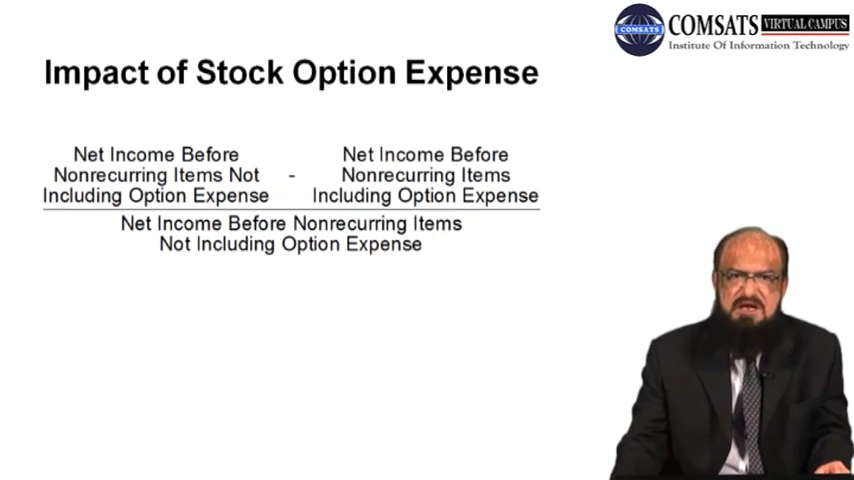 COMSATS
COMSATS VIRTUAL CAMPUS
Institute Of Information Technology
Impact of Stock Option Expense
Net Income Before
Nonrecurring Items Not
Including Option Expense
-
Net Income Before
Nonrecurring Items
Including Option Expense
Net Income Before Nonrecurring Items
Not Including Option Expense